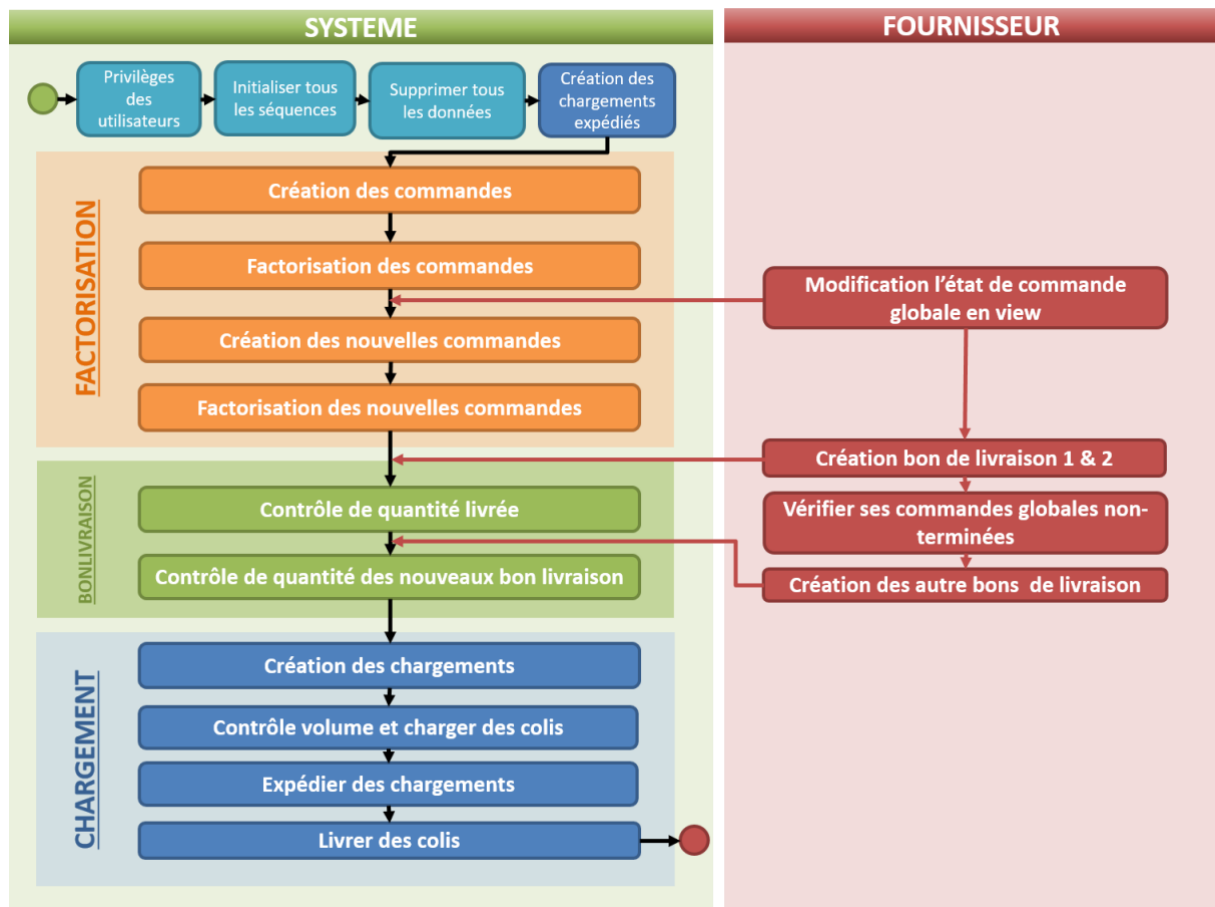 SYSTEME
FOURNISSEUR
Privilèges
des
utilisateurs
Initialiser tous
les séquences
Supprimer tous
les données
Création des
chargements
expédiés
FACTORISATION
Création des commandes
Factorisation des commandes
Modification l'état de commande
globale en view
Création des nouvelles commandes
Factorisation des nouvelles commandes
BONLIVRAISON
Création bon de livraison 1 & 2
Contrôle de quantité livrée
Vérifier ses commandes globales non-
terminées
Contrôle de quantité des nouveaux bon livraison
Création des autre bons de livraison
CHARGEMENT
Création des chargements
Contrôle volume et charger des colis
Expédier des chargements
Livrer des colis